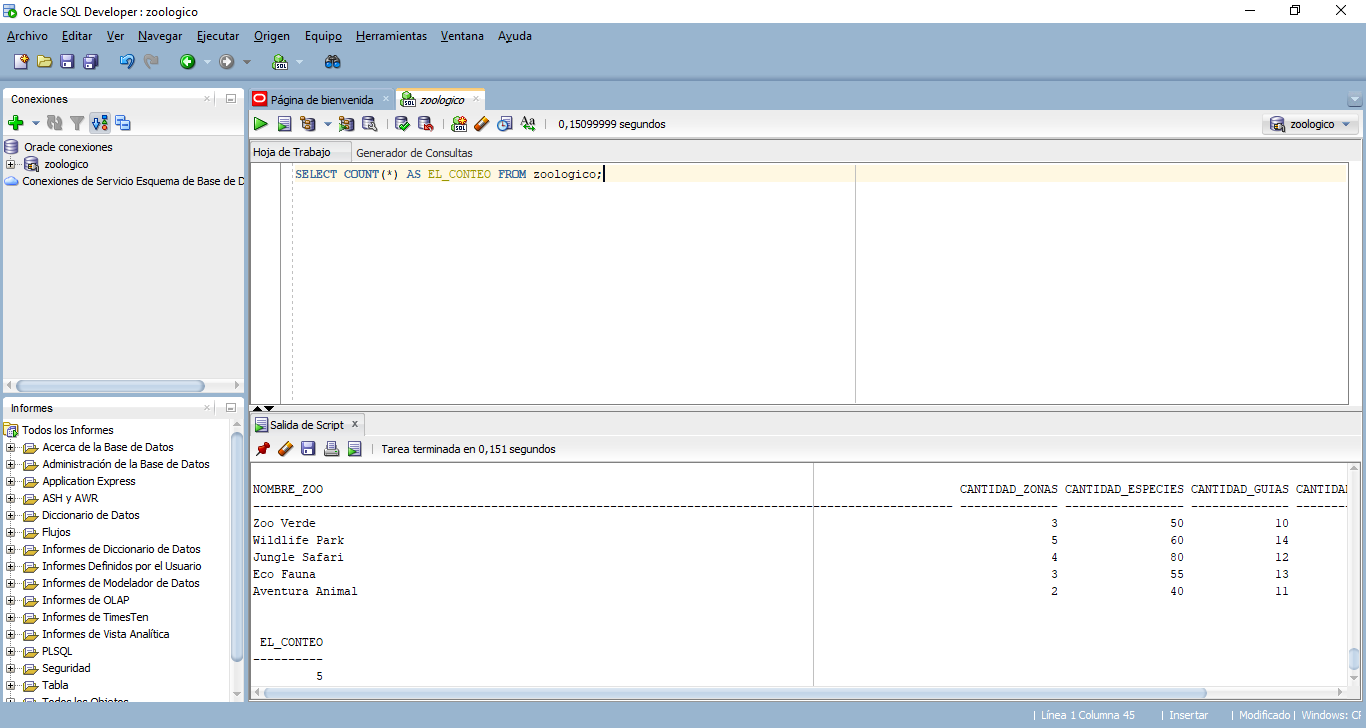 Oracle SQL Developer : zoologico
Archivo Editar Ver Navegar Ejecutar Origen Equipo Herramientas Ventana Ayuda
Conexiones
Oracle conexiones
zoologico
Conexiones de Servicio Esquema de Base de D
Informes
Todos los Informes
Acerca de la Base de Datos
Administración de la Base de Datos
Application Express
ASH y AWR
Diccionario de Datos
Flujos
Informes de Diccionario de Datos
Informes Definidos por el Usuario
Informes de Modelador de Datos
Informes de OLAP
Informes de TimesTen
Informes de Vista Analítica
PLSQL
Seguridad
Tabla
Todos los Objetos
Página de bienvenida zoologico
0,15099999 segundos zoologico
Hoja de Trabajo Generador de Consultas
SELECT COUNT(*) AS EL_CONTEO FROM zoologico;
Salida de Script x
Tarea terminada en 0,151 segundos
NOMBRE_ZOO CANTIDAD_ZONAS CANTIDAD_ESPECIES CANTIDAD_GUIAS CANTIDAD
Zoo Verde 3 50 10
Wildlife Park 5 60 14
Jungle Safari 4 80 12
Eco Fauna 3 55 13
Aventura Animal 2 40 11
EL_CONTEO
----------
5
| Línea 1 Columna 45 | Insertar | Modificado | Windows: CR